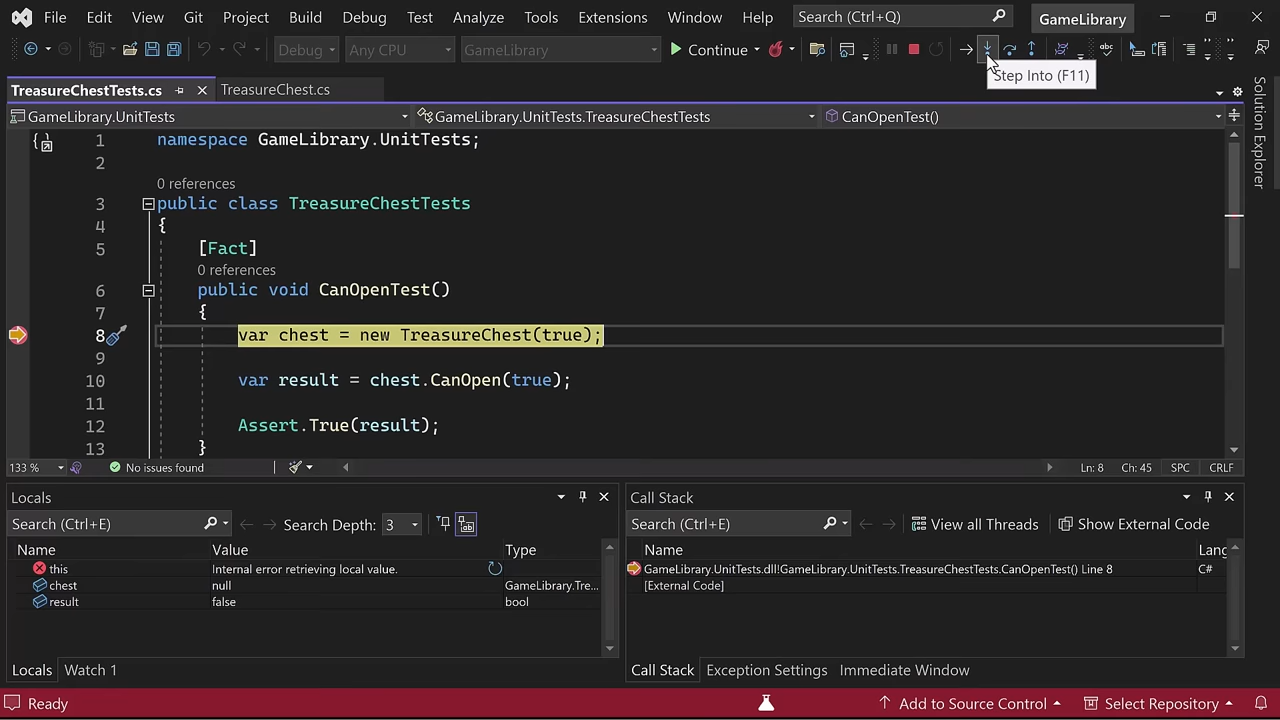 File Edit View Git Project Build Debug Test Analyze Tools Extensions Window Help Search (Ctrl+Q) GameLibrary
Debug Any CPU GameLibrary Continue
Step Into (F11)
TreasureChestTests.cs TreasureChest.cs
GameLibrary.UnitTests GameLibrary.UnitTests.TreasureChestTests CanOpenTest()
1 namespace GameLibrary.UnitTests;
2
0 references
3 public class TreasureChestTests
4 {
5 [Fact]
0 references
6 public void CanOpenTest()
7 {
8 var chest = new TreasureChest(true);
9
10 var result = chest.CanOpen(true);
11
12 Assert.True(result);
13 }
133 % No issues found Ln: 8 Ch: 45 SPC CRLF
Solution Explorer
Locals
Search (Ctrl+E) Search Depth: 3
Name Value Type
this Internal error retrieving local value.
chest null GameLibrary.Tre...
result false bool
Locals Watch 1
Call Stack
Search (Ctrl+E) View all Threads Show External Code
Name Lang
GameLibrary.UnitTests.dll!GameLibrary.UnitTests.TreasureChestTests.CanOpenTest() Line 8 C#
[External Code]
Call Stack Exception Settings Immediate Window
Ready Add to Source Control Select Repository